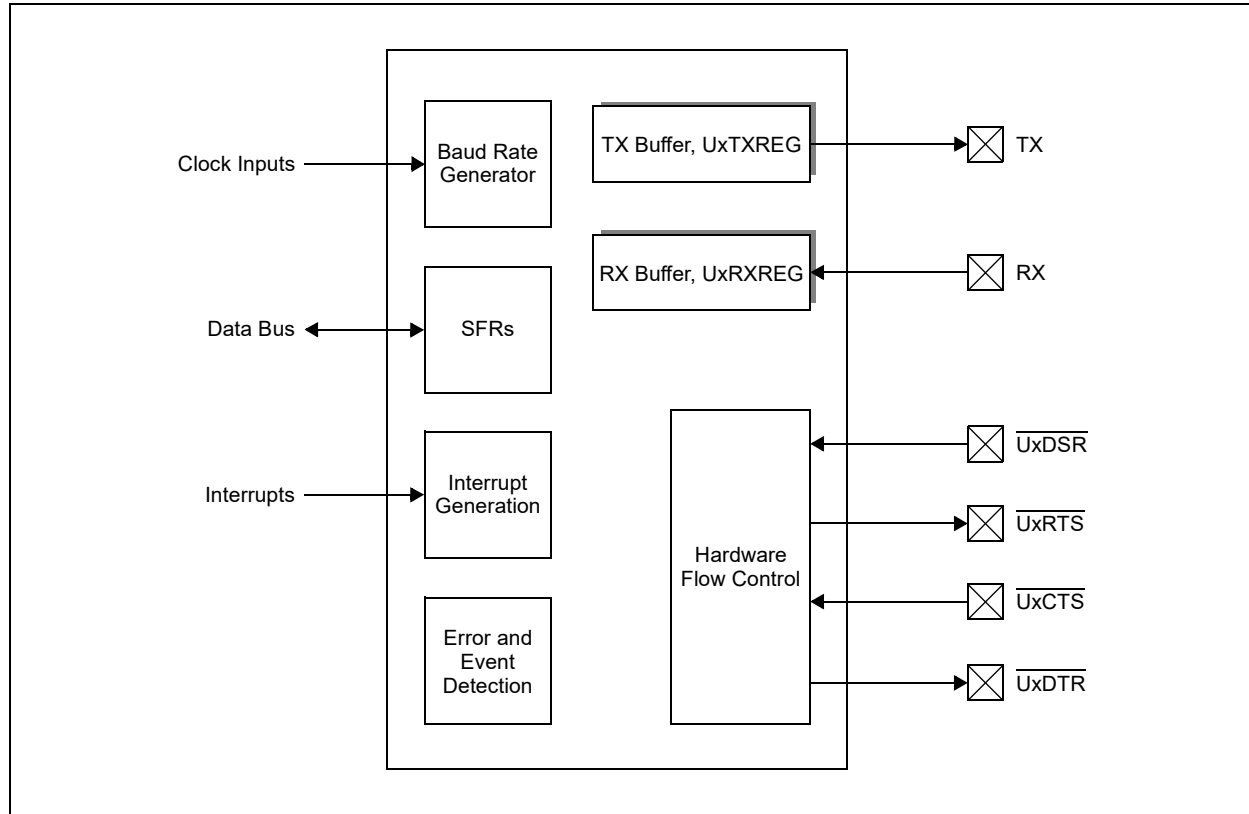 Clock Inputs
Baud Rate
Generator
TX Buffer, UxTXREG
TX
RX Buffer, UxRXREG
RX
Data Bus
SFRs
Interrupts
Interrupt
Generation
Error and
Event
Detection
Hardware
Flow Control
UxDSR
UxRTS
UxCTS
UxDTR